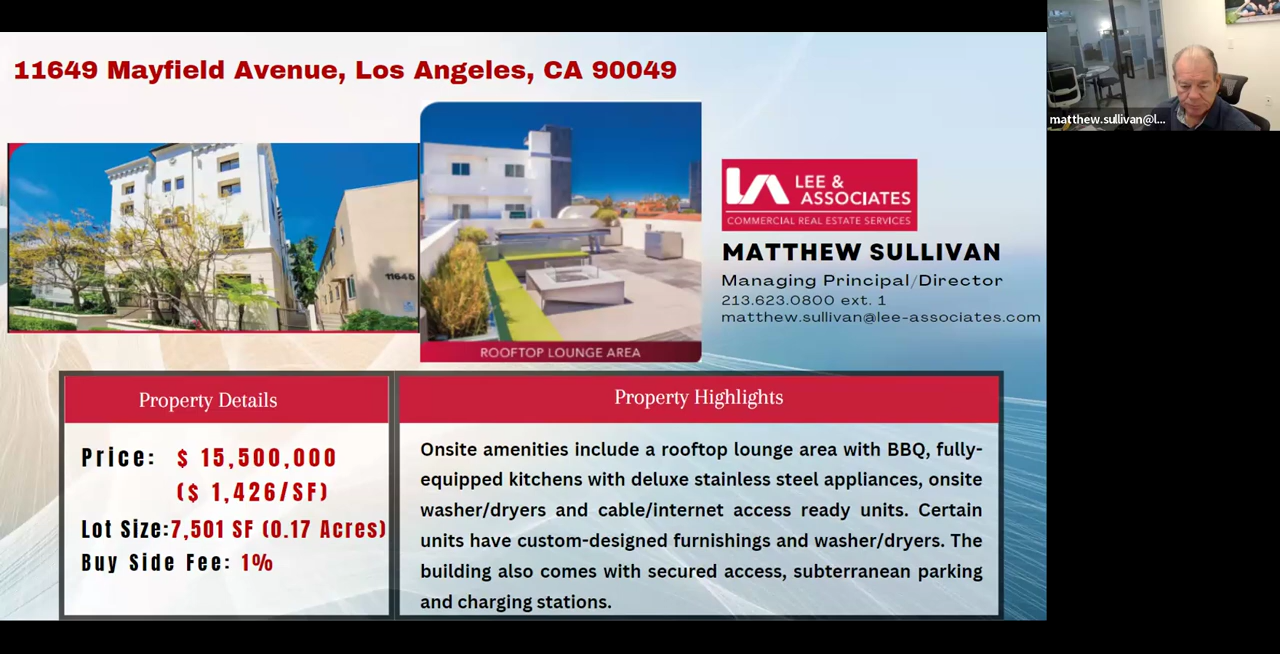 11649 Mayfield Avenue, Los Angeles, CA 90049
matthew.sullivan@l...
11645
ROOFTOP LOUNGE AREA
LEE &
ASSOCIATES
COMMERCIAL REAL ESTATE SERVICES
MATTHEW SULLIVAN
Managing Principal/Director
213.623.0800 ext. 1
matthew.sullivan@lee-associates.com
Property Details
Price: $ 15,500,000
($ 1,426/SF)
Lot Size:7,501 SF (0.17 Acres)
Buy Side Fee: 1%
Property Highlights
Onsite amenities include a rooftop lounge area with BBQ, fully-
equipped kitchens with deluxe stainless steel appliances, onsite
washer/dryers and cable/internet access ready units. Certain
units have custom-designed furnishings and washer/dryers. The
building also comes with secured access, subterranean parking
and charging stations.